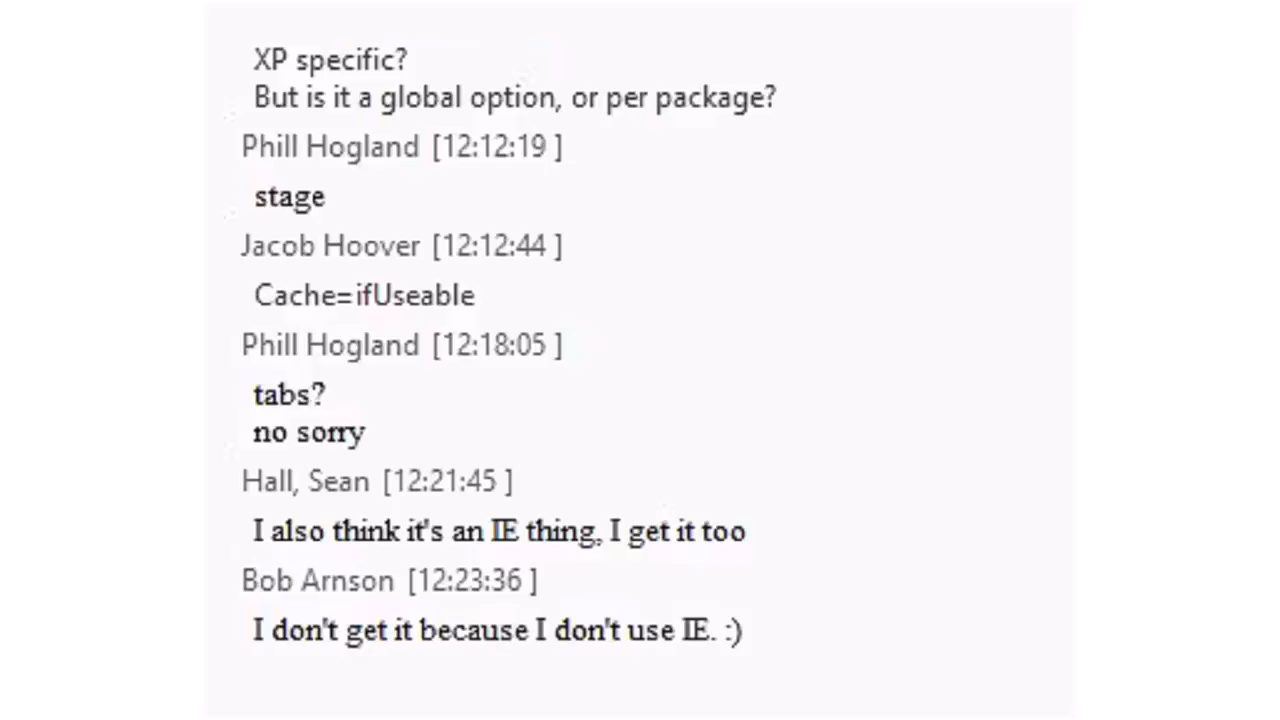 XP specific?
But is it a global option, or per package?
Phill Hogland [12:12:19 ]
stage
Jacob Hoover [12:12:44 ]
Cache=ifUseable
Phill Hogland [12:18:05 ]
tabs?
no sorry
Hall, Sean [12:21:45 ]
I also think it's an IE thing, I get it too
Bob Arnson [12:23:36 ]
I don't get it because I don't use IE. :)